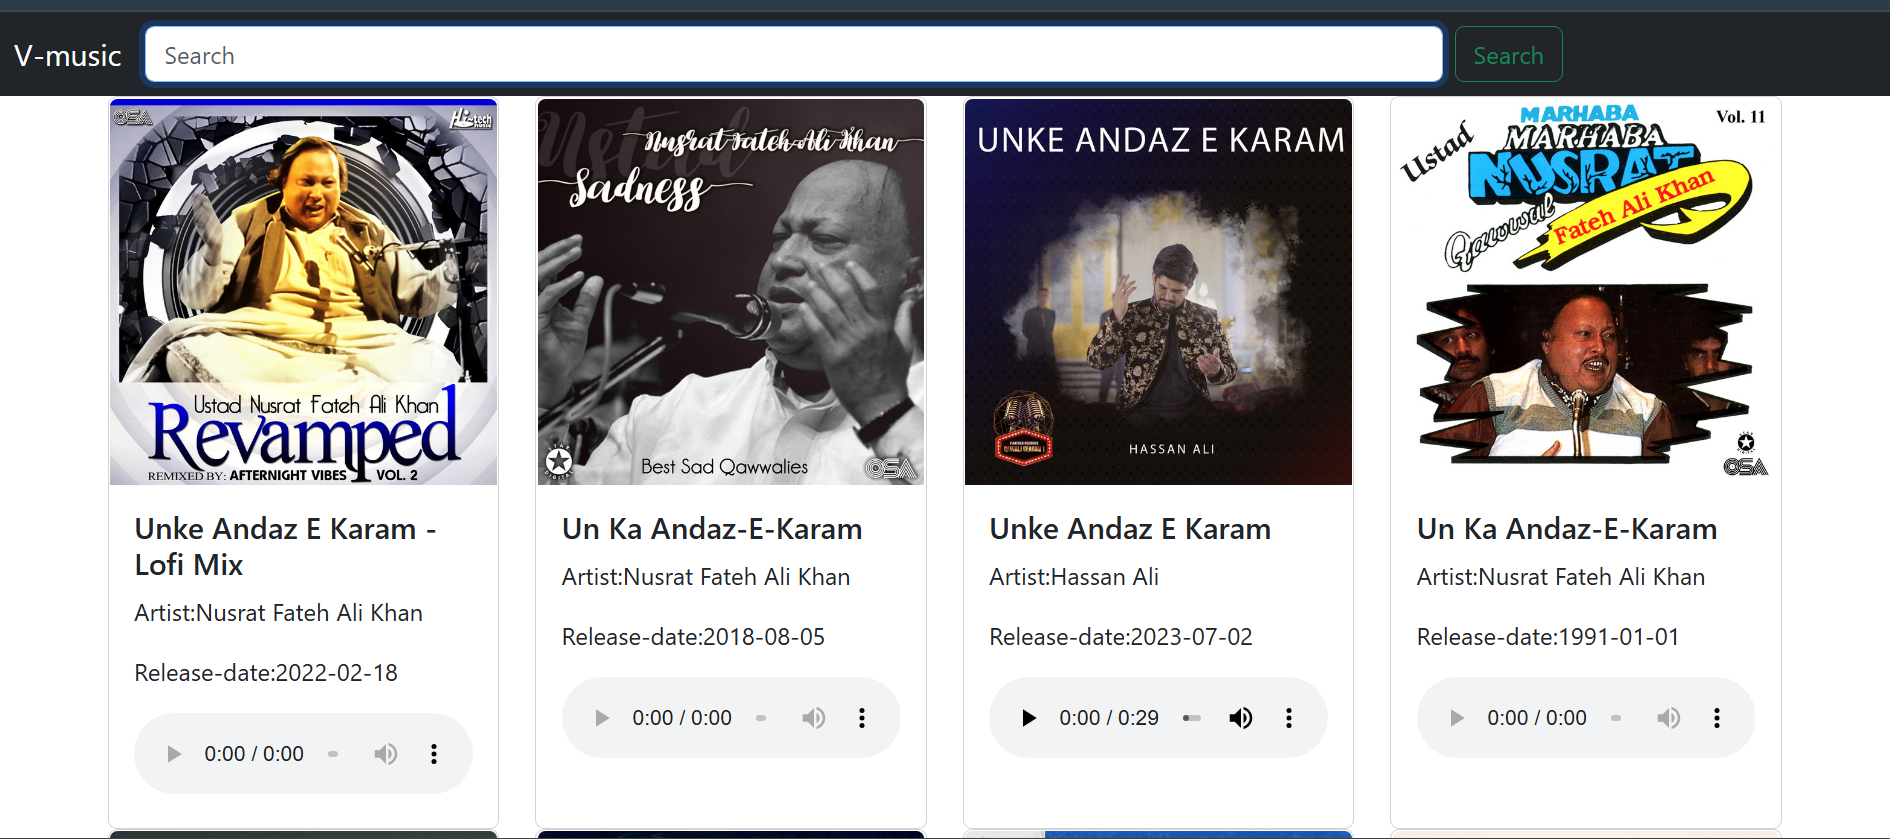 V-music
Search
Search
OSA
Hi-tech
MUSIC
Ustad Nusrat Fateh Ali Khan
Revamped
REMIXED BY: AFTERNIGHT VIBES VOL. 2
Unke Andaz E Karam -
Lofi Mix
Artist:Nusrat Fateh Ali Khan
Release-date:2022-02-18
0:00 / 0:00
Ustad
Nusrat Fateh Ali Khan
Sadness
STAR
DIGITAL
Best Sad Qawwalies
OSA
Un Ka Andaz-E-Karam
Artist:Nusrat Fateh Ali Khan
Release-date:2018-08-05
0:00 / 0:00
UNKE ANDAZ E KARAM
HASSAN ALI
Unke Andaz E Karam
Artist:Hassan Ali
Release-date:2023-07-02
0:00 / 0:29
MARHABA
MARHABA
Vol. 11
Ustad
NUSRAT
Fateh Ali Khan
Qawwal
STAR
DIGITAL
OSA
Un Ka Andaz-E-Karam
Artist:Nusrat Fateh Ali Khan
Release-date:1991-01-01
0:00 / 0:00